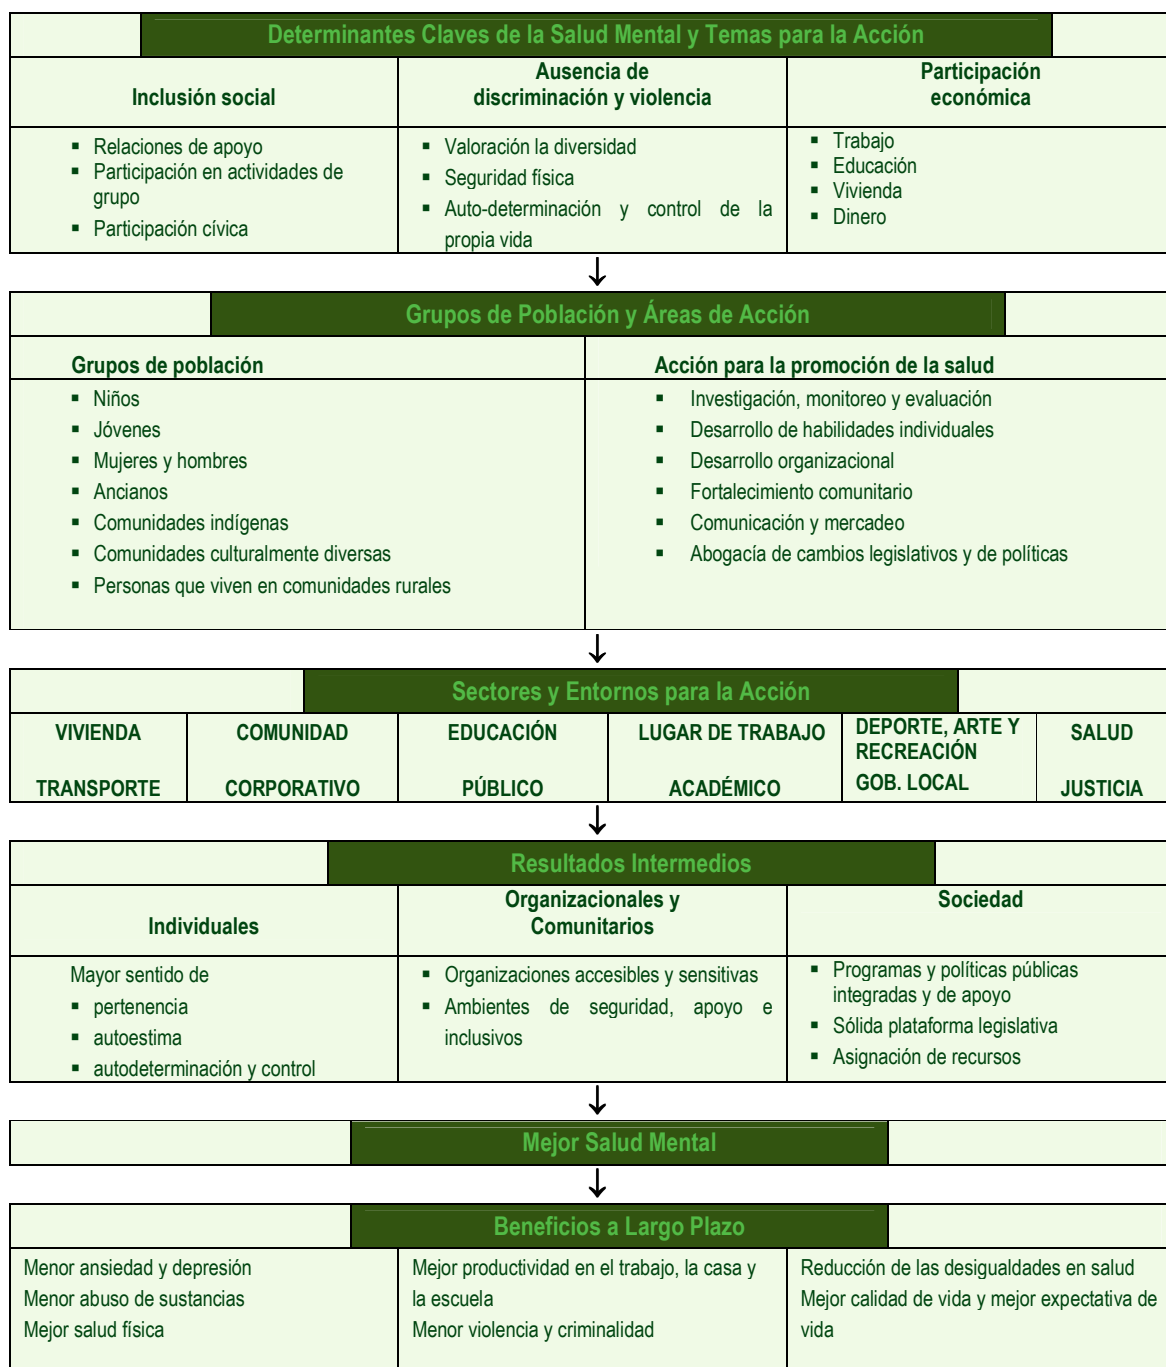 Determinantes Claves de la Salud Mental y Temas para la Acción
Inclusión social
Ausencia de
discriminación y violencia
Participación
económica
▪ Relaciones de apoyo
▪ Participación en actividades de
grupo
▪ Participación cívica
▪ Valoración la diversidad
▪ Seguridad física
▪ Auto-determinación y control de la
propia vida
▪ Trabajo
▪ Educación
▪ Vivienda
▪ Dinero
↓
Grupos de Población y Áreas de Acción
Grupos de población
▪ Niños
▪ Jóvenes
▪ Mujeres y hombres
▪ Ancianos
▪ Comunidades indígenas
▪ Comunidades culturalmente diversas
▪ Personas que viven en comunidades rurales
Acción para la promoción de la salud
▪ Investigación, monitoreo y evaluación
▪ Desarrollo de habilidades individuales
▪ Desarrollo organizacional
▪ Fortalecimiento comunitario
▪ Comunicación y mercadeo
▪ Abogacía de cambios legislativos y de políticas
↓
Sectores y Entornos para la Acción
VIVIENDA
TRANSPORTE
COMUNIDAD
CORPORATIVO
EDUCACIÓN
PÚBLICO
LUGAR DE TRABAJO
ACADÉMICO
DEPORTE, ARTE Y
RECREACIÓN
GOB. LOCAL
SALUD
JUSTICIA
↓
Resultados Intermedios
Individuales
Organizacionales y
Comunitarios
Sociedad
Mayor sentido de
▪ pertenencia
▪ autoestima
▪ autodeterminación y control
▪ Organizaciones accesibles y sensitivas
▪ Ambientes de seguridad, apoyo e
inclusivos
▪ Programas y políticas públicas
integradas y de apoyo
▪ Sólida plataforma legislativa
▪ Asignación de recursos
↓
Mejor Salud Mental
↓
Beneficios a Largo Plazo
Menor ansiedad y depresión
Menor abuso de sustancias
Mejor salud física
Mejor productividad en el trabajo, la casa y
la escuela
Menor violencia y criminalidad
Reducción de las desigualdades en salud
Mejor calidad de vida y mejor expectativa de
vida